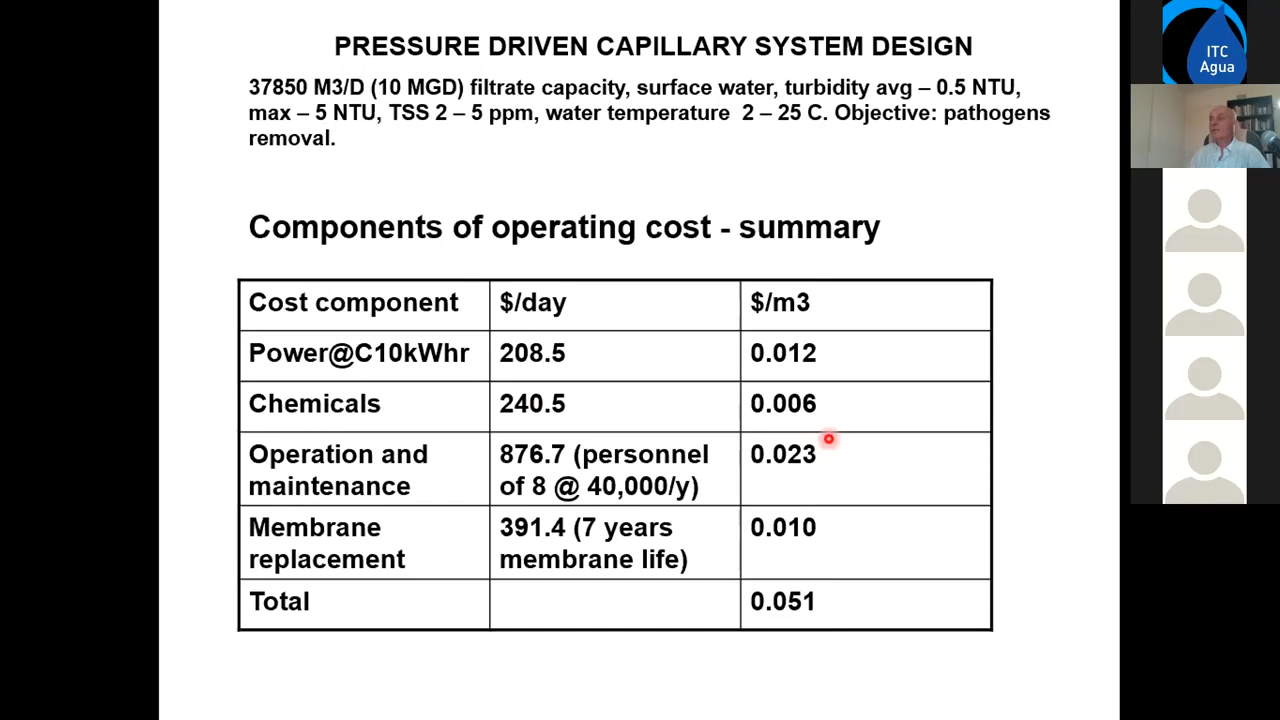 PRESSURE DRIVEN CAPILLARY SYSTEM DESIGN
37850 M3/D (10 MGD) filtrate capacity, surface water, turbidity avg – 0.5 NTU,
max – 5 NTU, TSS 2 – 5 ppm, water temperature 2 – 25 C. Objective: pathogens
removal.
Components of operating cost - summary
Cost component $/day $/m3
Power@C10kWhr 208.5 0.012
Chemicals 240.5 0.006
Operation and maintenance 876.7 (personnel of 8 @ 40,000/y) 0.023
Membrane replacement 391.4 (7 years membrane life) 0.010
Total 0.051
ITC
Agua